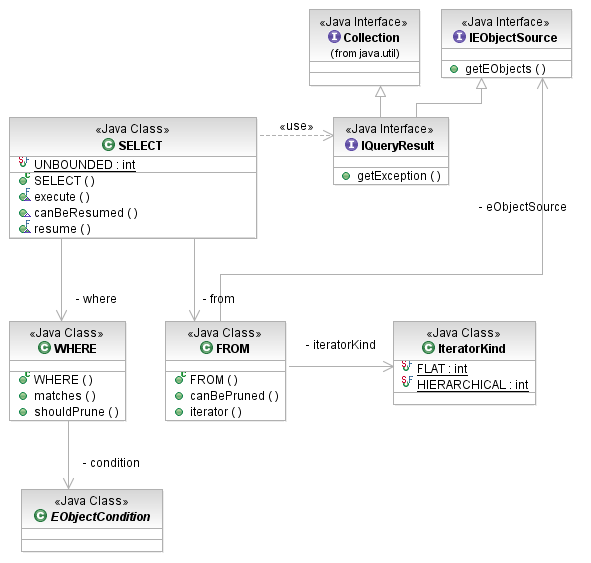 «Java Interface»
Collection
(from java.util)
«Java Interface»
IEObjectSource
getEObjects ( )
«Java Class»
SELECT
UNBOUNDED : int
SELECT ( )
execute ( )
canBeResumed ( )
resume ( )
«use»
«Java Interface»
IQueryResult
getException ( )
- eObjectSource
- where
- from
«Java Class»
WHERE
WHERE ( )
matches ( )
shouldPrune ( )
«Java Class»
FROM
FROM ( )
canBePruned ( )
iterator ( )
- iteratorKind
«Java Class»
IteratorKind
FLAT : int
HIERARCHICAL : int
- condition
«Java Class»
EObjectCondition